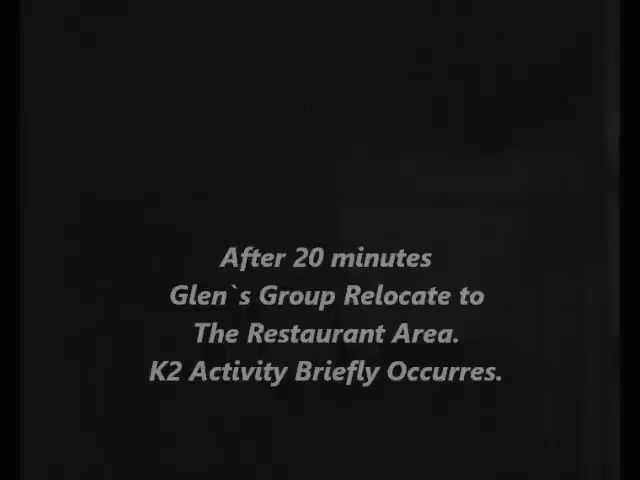 After 20 minutes
Glen`s Group Relocate to
The Restaurant Area.
K2 Activity Briefly Occurres.